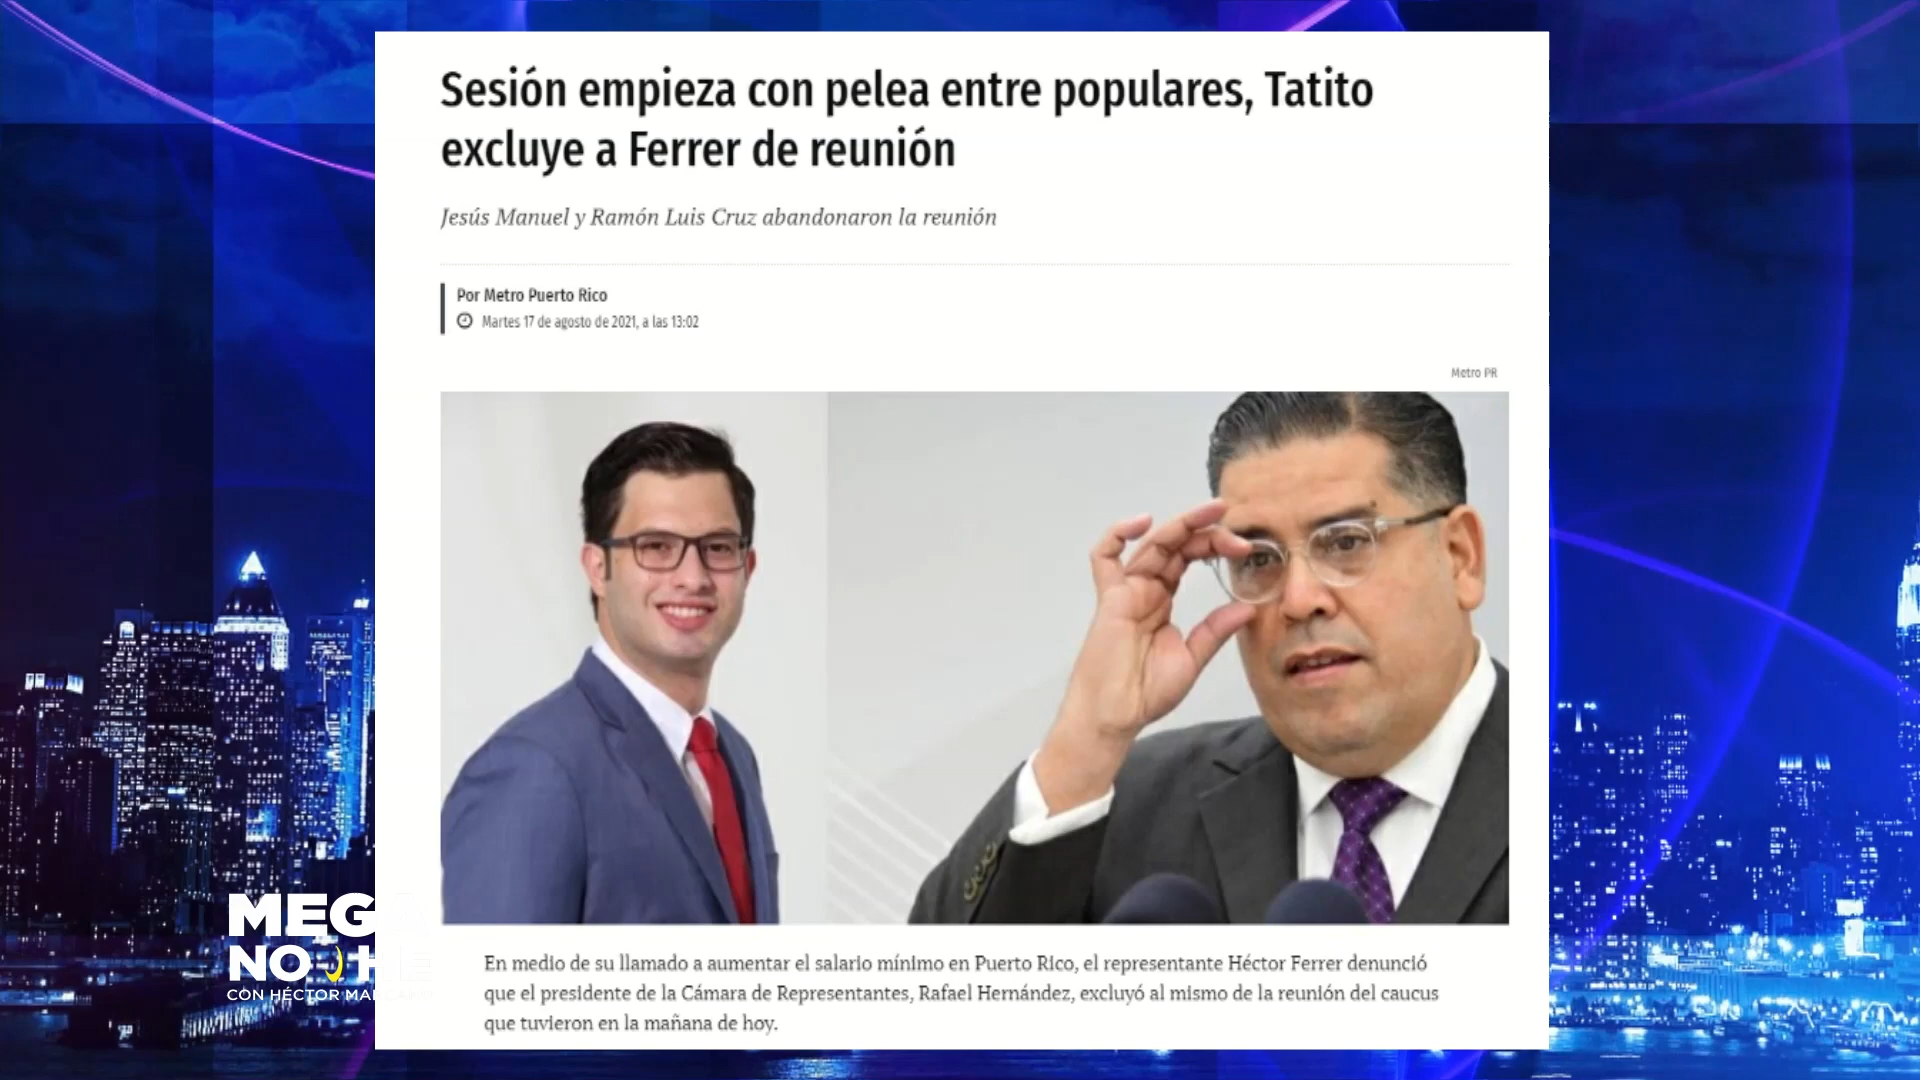 Sesión empieza con pelea entre populares, Tatito
excluye a Ferrer de reunión
Jesús Manuel y Ramón Luis Cruz abandonaron la reunión
Por Metro Puerto Rico
Martes 17 de agosto de 2021, a las 13:02
Metro PR
En medio de su llamado a aumentar el salario mínimo en Puerto Rico, el representante Héctor Ferrer denunció
que el presidente de la Cámara de Representantes, Rafael Hernández, excluyó al mismo de la reunión del caucus
que tuvieron en la mañana de hoy.
MEGA
NOCHE
CON HÉCTOR